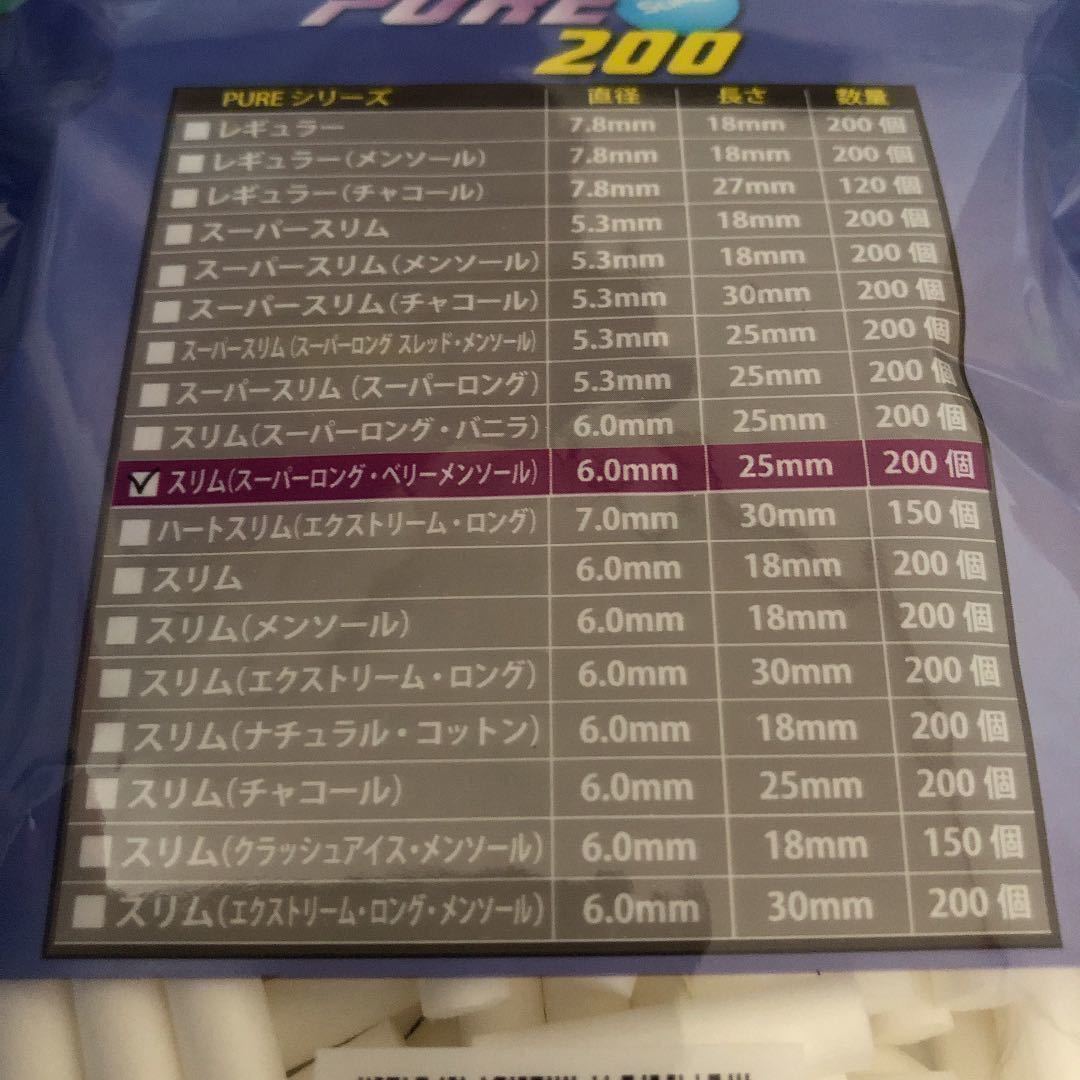 PURE
200
PURE シリーズ 直径 長さ 数量
レギュラー 7.8mm 18mm 200 個
レギュラー(メンソール) 7.8mm 18mm 200 個
レギュラー(チャコール) 7.8mm 27mm 120 個
スーパースリム 5.3mm 18mm 200 個
スーパースリム(メンソール) 5.3mm 18mm 200 個
スーパースリム(チャコール) 5.3mm 30mm 200 個
スーパースリム(スーパーロング スレッド・メンソール) 5.3mm 25mm 200 個
スーパースリム (スーパーロング) 5.3mm 25mm 200 個
スリム(スーパーロング・バニラ) 6.0mm 25mm 200 個
スリム(スーパーロング・ベリーメンソール) 6.0mm 25mm 200 個
ハートスリム(エクストリーム・ロング) 7.0mm 30mm 150 個
スリム 6.0mm 18mm 200 個
スリム(メンソール) 6.0mm 18mm 200 個
スリム(エクストリーム・ロング) 6.0mm 30mm 200 個
スリム(ナチュラル・コットン) 6.0mm 18mm 200 個
スリム(チャコール) 6.0mm 25mm 200 個
スリム(クラッシュアイス・メンソール) 6.0mm 18mm 150 個
スリム(エクストリーム・ロング・メンソール) 6.0mm 30mm 200 個